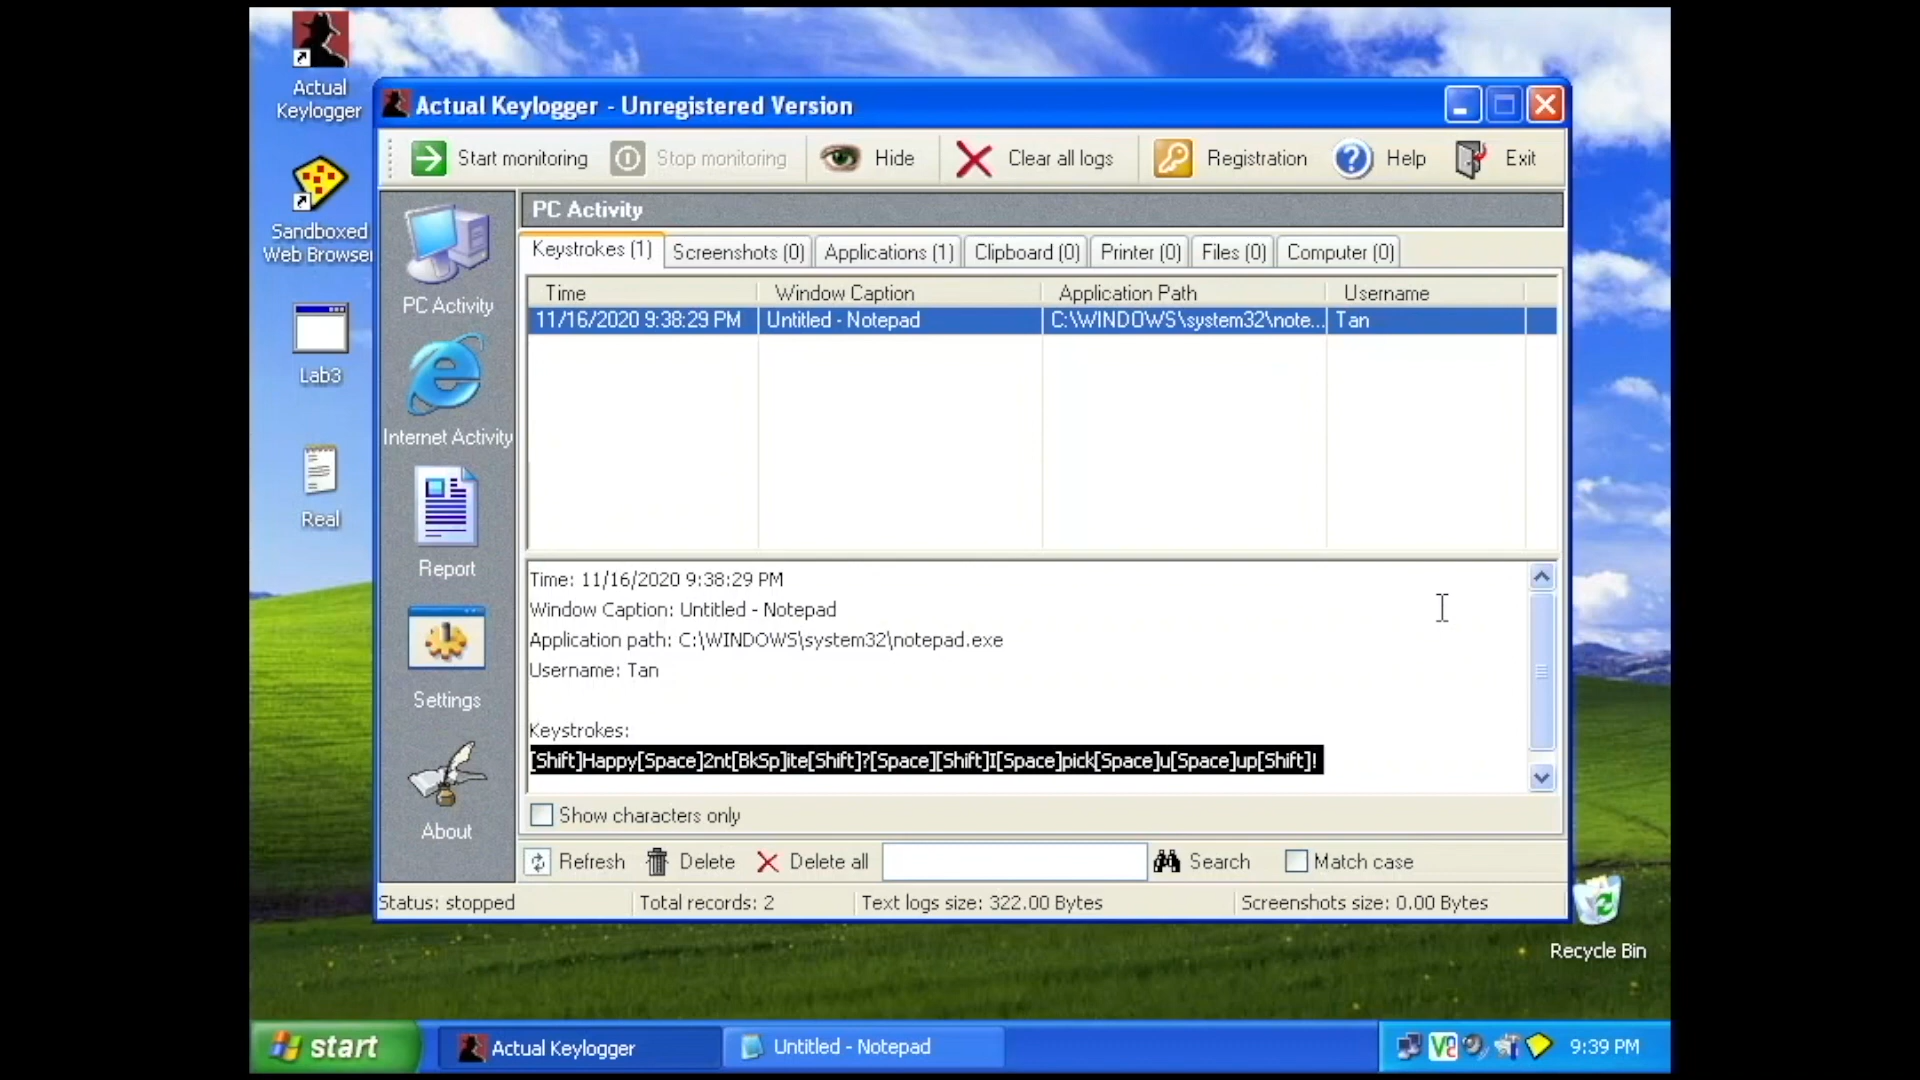 Actual
Keylogger
Sandboxed
Web Browser
Lab3
Real
Actual Keylogger - Unregistered Version
Start monitoring Stop monitoring Hide Clear all logs Registration Help Exit
PC Activity
Internet Activity
Report
Settings
About
PC Activity
Keystrokes (1) Screenshots (0) Applications (1) Clipboard (0) Printer (0) Files (0) Computer (0)
Time Window Caption Application Path Username
11/16/2020 9:38:29 PM Untitled - Notepad C:\WINDOWS\system32\note... Tan
Time: 11/16/2020 9:38:29 PM
Window Caption: Untitled - Notepad
Application path: C:\WINDOWS\system32\notepad.exe
Username: Tan
Keystrokes:
[Shift]Happy[Space]2nt[BkSp]ite[Shift]?[Space][Shift]I[Space]pick[Space]u[Space]up[Shift]!
Show characters only
Refresh Delete Delete all Search Match case
Status: stopped Total records: 2 Text logs size: 322.00 Bytes Screenshots size: 0.00 Bytes
Recycle Bin
start Actual Keylogger Untitled - Notepad 9:39 PM